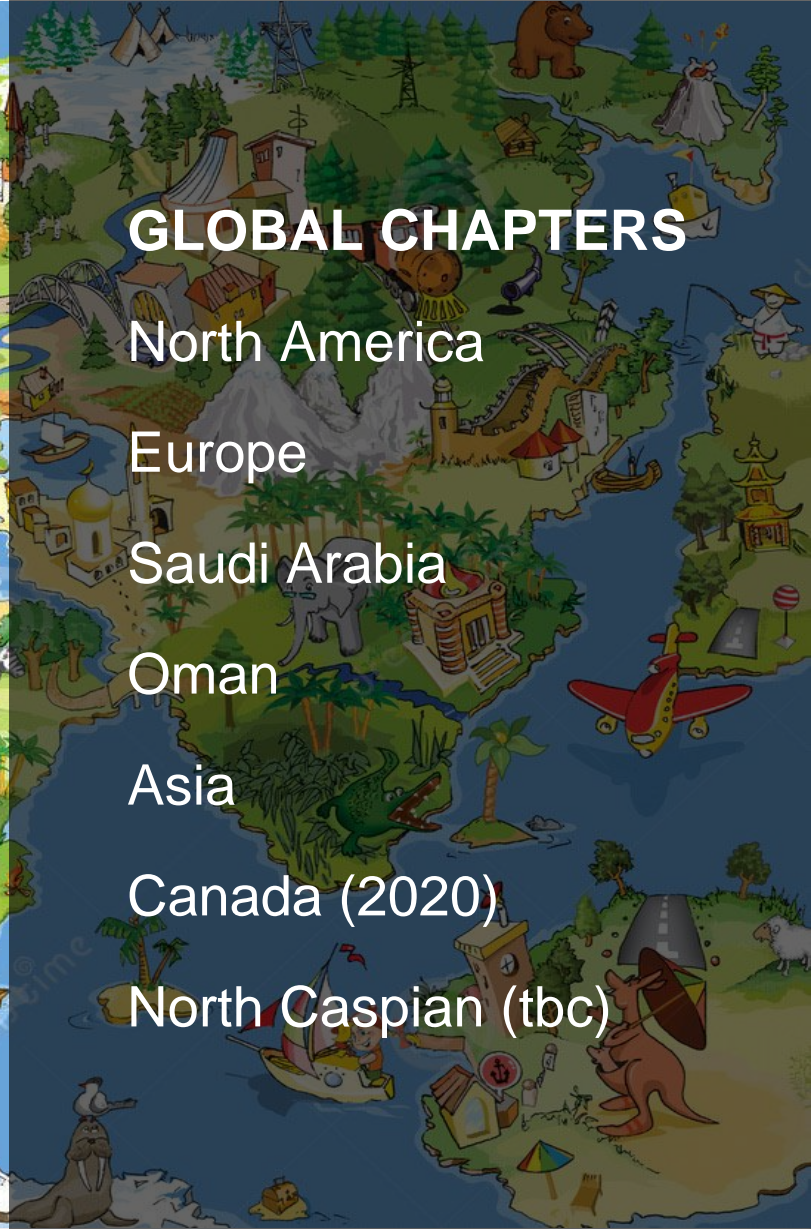 GLOBAL CHAPTERS
North America
Europe
Saudi Arabia
Oman
Asia
Canada (2020)
North Caspian (tbc)